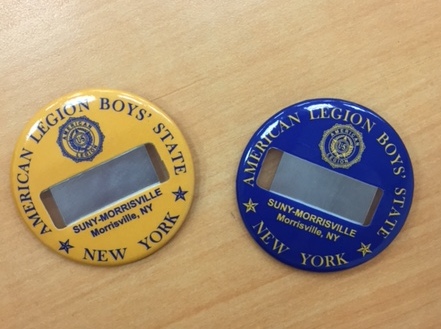 AMERICAN LEGION BOYS' STATE
AMERICAN
LEGION
SUNY-MORRISVILLE
Morrisville, NY
NEW YORK
AMERICAN LEGION BOYS' STATE
AMERICAN
LEGION
SUNY-MORRISVILLE
Morrisville, NY
NEW YORK